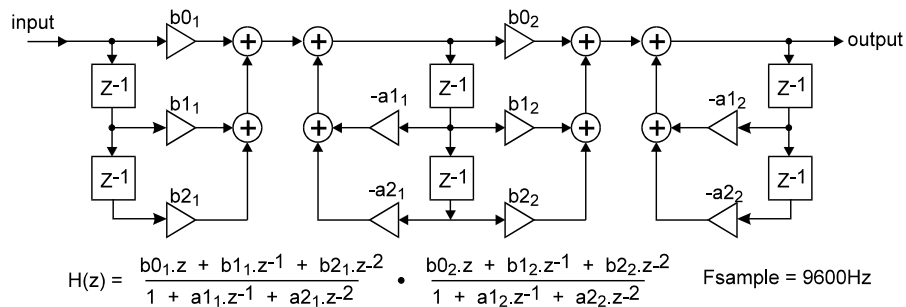 input
b0₁
b0₂
output
z⁻¹
z⁻¹
z⁻¹
b1₁
-a1₁
b1₂
-a1₂
z⁻¹
z⁻¹
z⁻¹
b2₁
-a2₁
b2₂
-a2₂
H(z) = b0₁.z + b1₁.z⁻¹ + b2₁.z⁻² • b0₂.z + b1₂.z⁻¹ + b2₂.z⁻² Fsample = 9600Hz
1 + a1₁.z⁻¹ + a2₁.z⁻² 1 + a1₂.z⁻¹ + a2₂.z⁻²